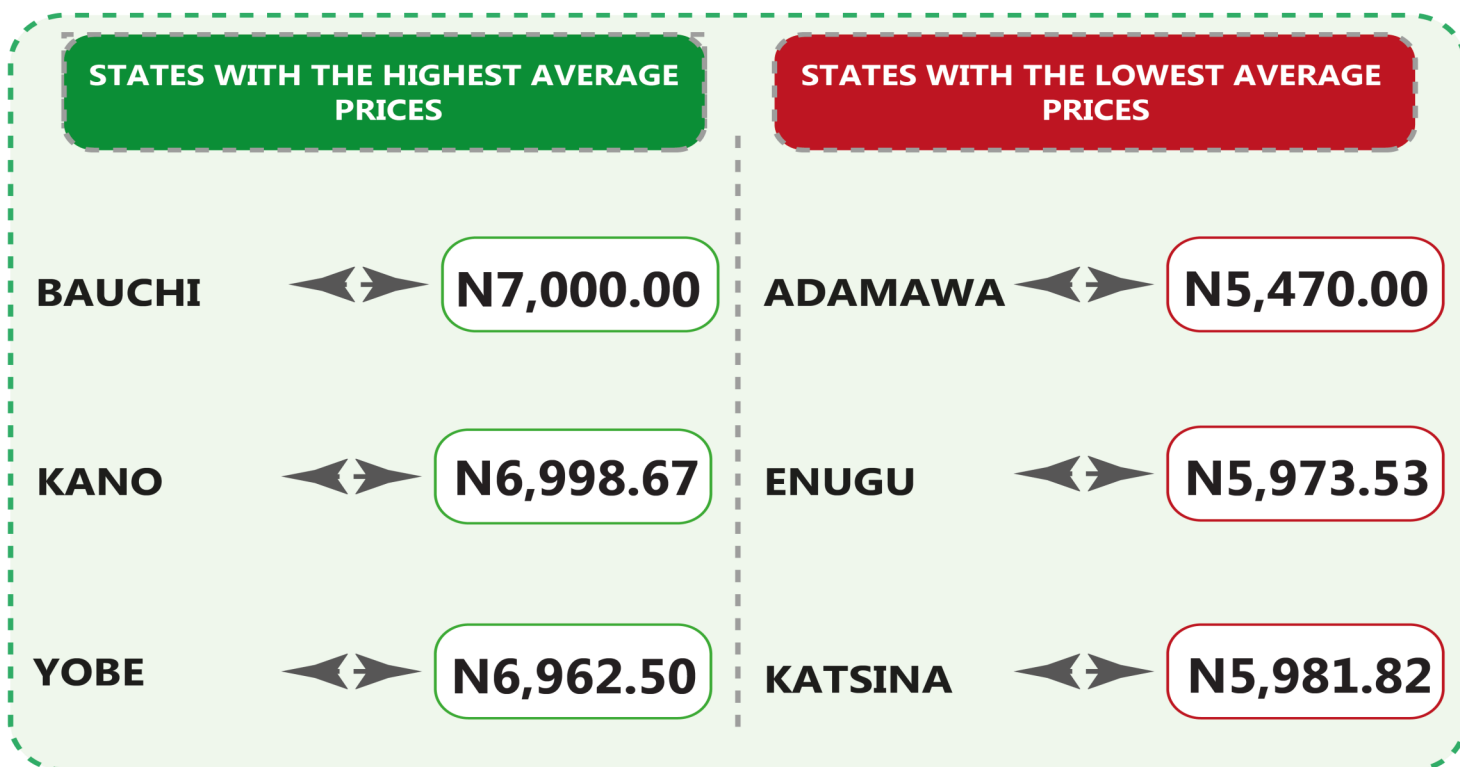 STATES WITH THE HIGHEST AVERAGE
PRICES
BAUCHI N7,000.00
KANO N6,998.67
YOBE N6,962.50
STATES WITH THE LOWEST AVERAGE
PRICES
ADAMAWA N5,470.00
ENUGU N5,973.53
KATSINA N5,981.82